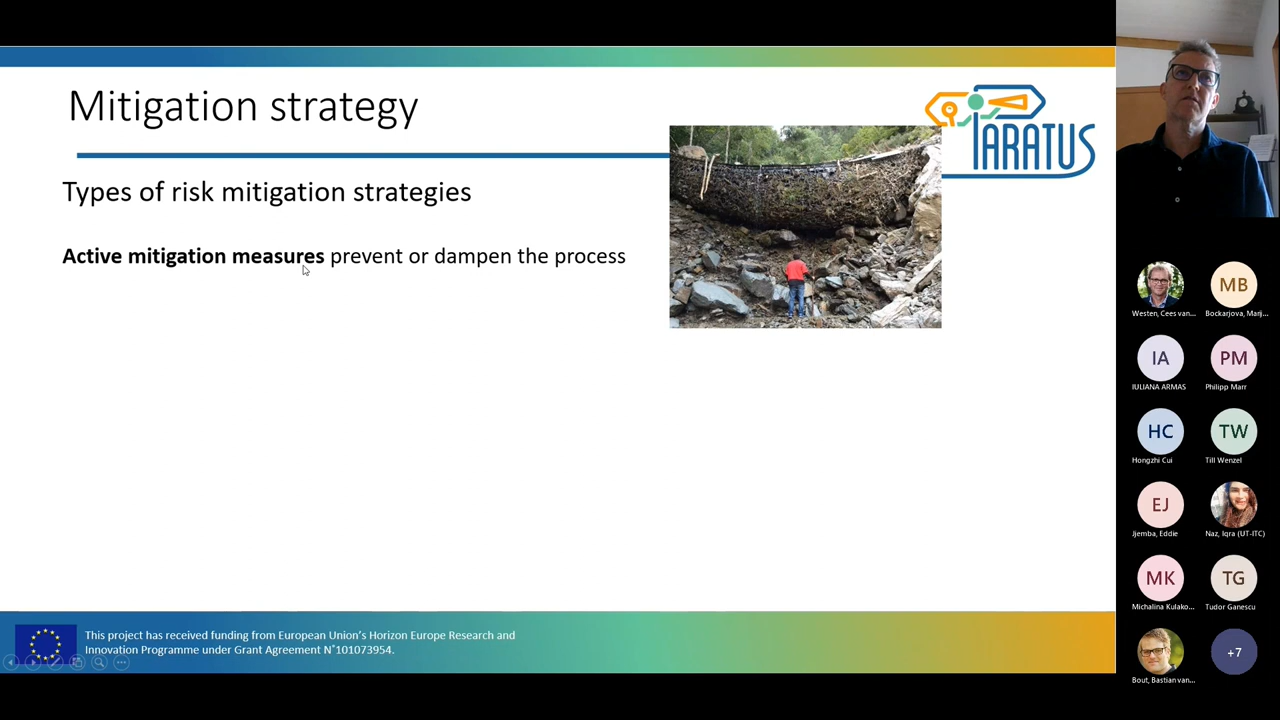 Mitigation strategy
PARATUS
Types of risk mitigation strategies
Active mitigation measures prevent or dampen the process
This project has received funding from European Union's Horizon Europe Research and
Innovation Programme under Grant Agreement N°101073954.
Westen, Cees van...
MB
Bockarjova, Marij...
IA
IULIANA ARMAS
PM
Philipp Marr
HC
Hongzhi Cui
TW
Till Wenzel
EJ
Jjemba, Eddie
Naz, Iqra (UT-ITC)
MK
Michalina Kulako...
TG
Tudor Ganescu
Bout, Bastian van...
+7